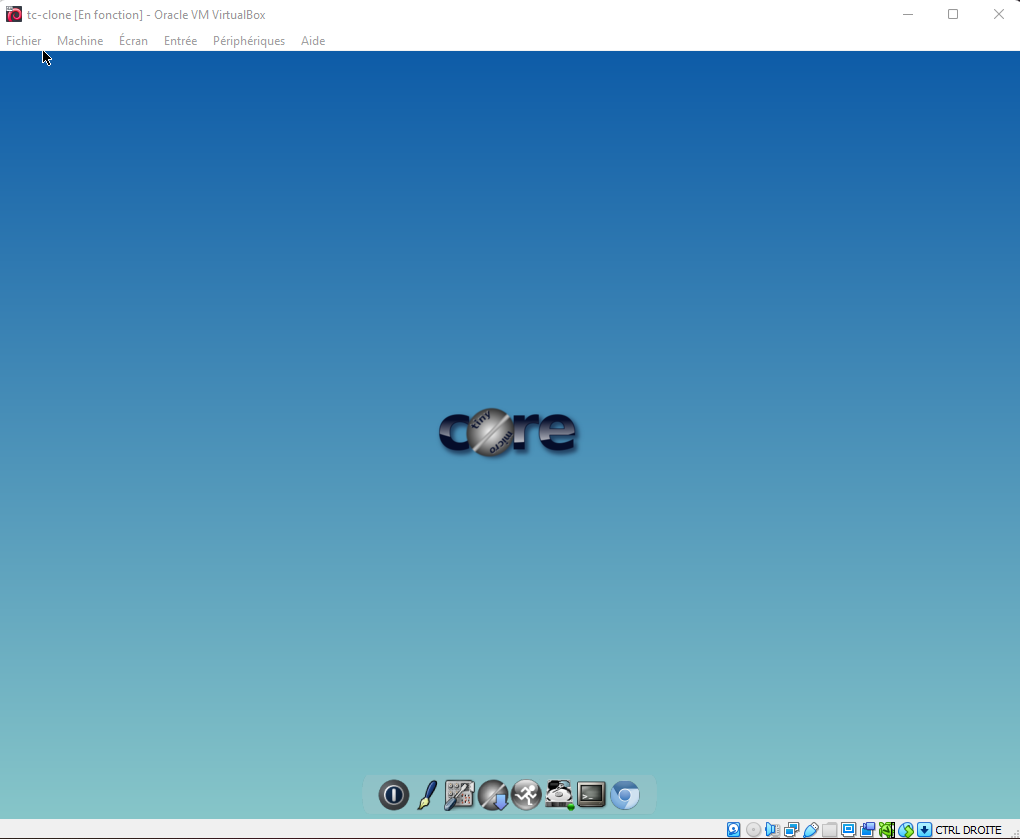 tc-clone [En fonction] - Oracle VM VirtualBox
Fichier Machine Écran Entrée Périphériques Aide
core
tiny
micro
CTRL DROITE